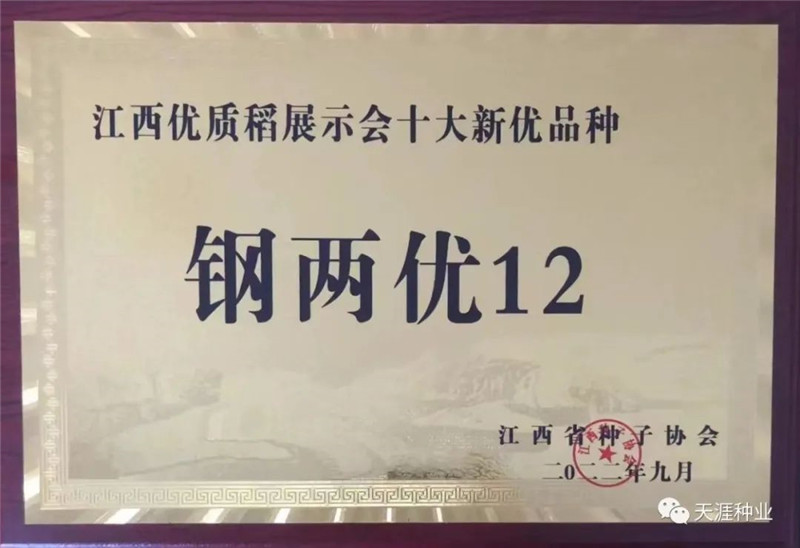 江西优质稻展示会十大新优品种
钢两优12
江西省种子协会
二0二二年九月
天涯种业